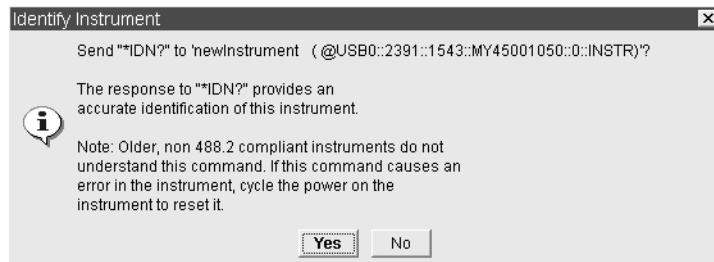 Identify Instrument
Send "*IDN?" to 'newInstrument ( @USB0::2391::1543::MY45001050::0::INSTR)'?
The response to "*IDN?" provides an
accurate identification of this instrument.
Note: Older, non 488.2 compliant instruments do not
understand this command. If this command causes an
error in the instrument, cycle the power on the
instrument to reset it.
Yes No